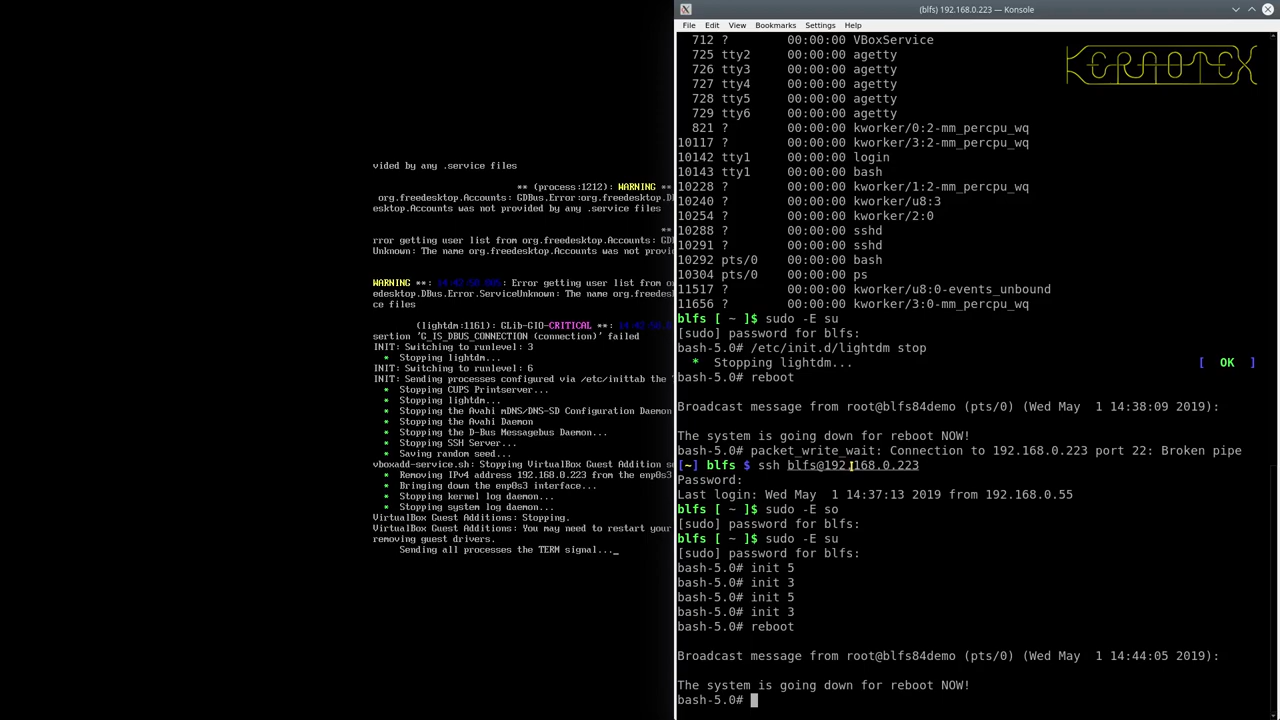 vided by any .service files
** (process:1212): WARNING **
org.freedesktop.Accounts: GDBus.Error:org.freedesktop.D
esktop.Accounts was not provided by any .service files
**
rror getting user list from org.freedesktop.Accounts: GD
Unknown: The name org.freedesktop.Accounts was not provi
WARNING **: : Error getting user list from o
edesktop.DBus.Error.ServiceUnknown: The name org.freedes
ce files
(lightdm:1161): GLib-GIO-CRITICAL **:
sertion 'G_IS_DBUS_CONNECTION (connection)' failed
INIT: Switching to runlevel: 3
* Stopping lightdm...
INIT: Switching to runlevel: 6
INIT: Sending processes configured via /etc/inittab the
* Stopping CUPS Printserver...
* Stopping lightdm...
* Stopping the Avahi mDNS/DNS-SD Configuration Daemon
* Stopping the Avahi Daemon
* Stopping the D-Bus Messagebus Daemon...
* Stopping SSH Server...
* Saving random seed...
vboxadd-service.sh: Stopping VirtualBox Guest Addition s
* Removing IPv4 address 192.168.0.223 from the enp0s3
* Bringing down the enp0s3 interface...
* Stopping kernel log daemon...
* Stopping system log daemon...
VirtualBox Guest Additions: Stopping.
VirtualBox Guest Additions: You may need to restart your
removing guest drivers.
Sending all processes the TERM signal..._
(blfs) 192.168.0.223 — Konsole
File Edit View Bookmarks Settings Help
KERNOTEX
712 ? 00:00:00 VBoxService
725 tty2 00:00:00 agetty
726 tty3 00:00:00 agetty
727 tty4 00:00:00 agetty
728 tty5 00:00:00 agetty
729 tty6 00:00:00 agetty
821 ? 00:00:00 kworker/0:2-mm_percpu_wq
10117 ? 00:00:00 kworker/3:2-mm_percpu_wq
10142 tty1 00:00:00 login
10143 tty1 00:00:00 bash
10228 ? 00:00:00 kworker/1:2-mm_percpu_wq
10240 ? 00:00:00 kworker/u8:3
10254 ? 00:00:00 kworker/2:0
10288 ? 00:00:00 sshd
10291 ? 00:00:00 sshd
10292 pts/0 00:00:00 bash
10304 pts/0 00:00:00 ps
11517 ? 00:00:00 kworker/u8:0-events_unbound
11656 ? 00:00:00 kworker/3:0-mm_percpu_wq
blfs [ ~ ]$ sudo -E su
[sudo] password for blfs:
bash-5.0# /etc/init.d/lightdm stop
* Stopping lightdm... [ OK ]
bash-5.0# reboot
Broadcast message from root@blfs84demo (pts/0) (Wed May 1 14:38:09 2019):
The system is going down for reboot NOW!
bash-5.0# packet_write_wait: Connection to 192.168.0.223 port 22: Broken pipe
[~] blfs $ ssh blfs@192.168.0.223
Password:
Last login: Wed May 1 14:37:13 2019 from 192.168.0.55
blfs [ ~ ]$ sudo -E so
[sudo] password for blfs:
blfs [ ~ ]$ sudo -E su
[sudo] password for blfs:
bash-5.0# init 5
bash-5.0# init 3
bash-5.0# init 5
bash-5.0# init 3
bash-5.0# reboot
Broadcast message from root@blfs84demo (pts/0) (Wed May 1 14:44:05 2019):
The system is going down for reboot NOW!
bash-5.0#